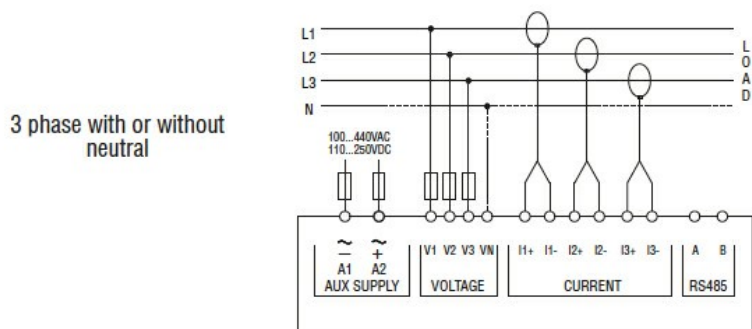 3 phase with or without
neutral
L1
L2
L3
N
L
O
A
D
100...440VAC
110...250VDC
~ ~
− +
A1 A2
AUX SUPPLY
V1 V2 V3 VN
VOLTAGE
I1+ I1- I2+ I2- I3+ I3-
CURRENT
A B
RS485